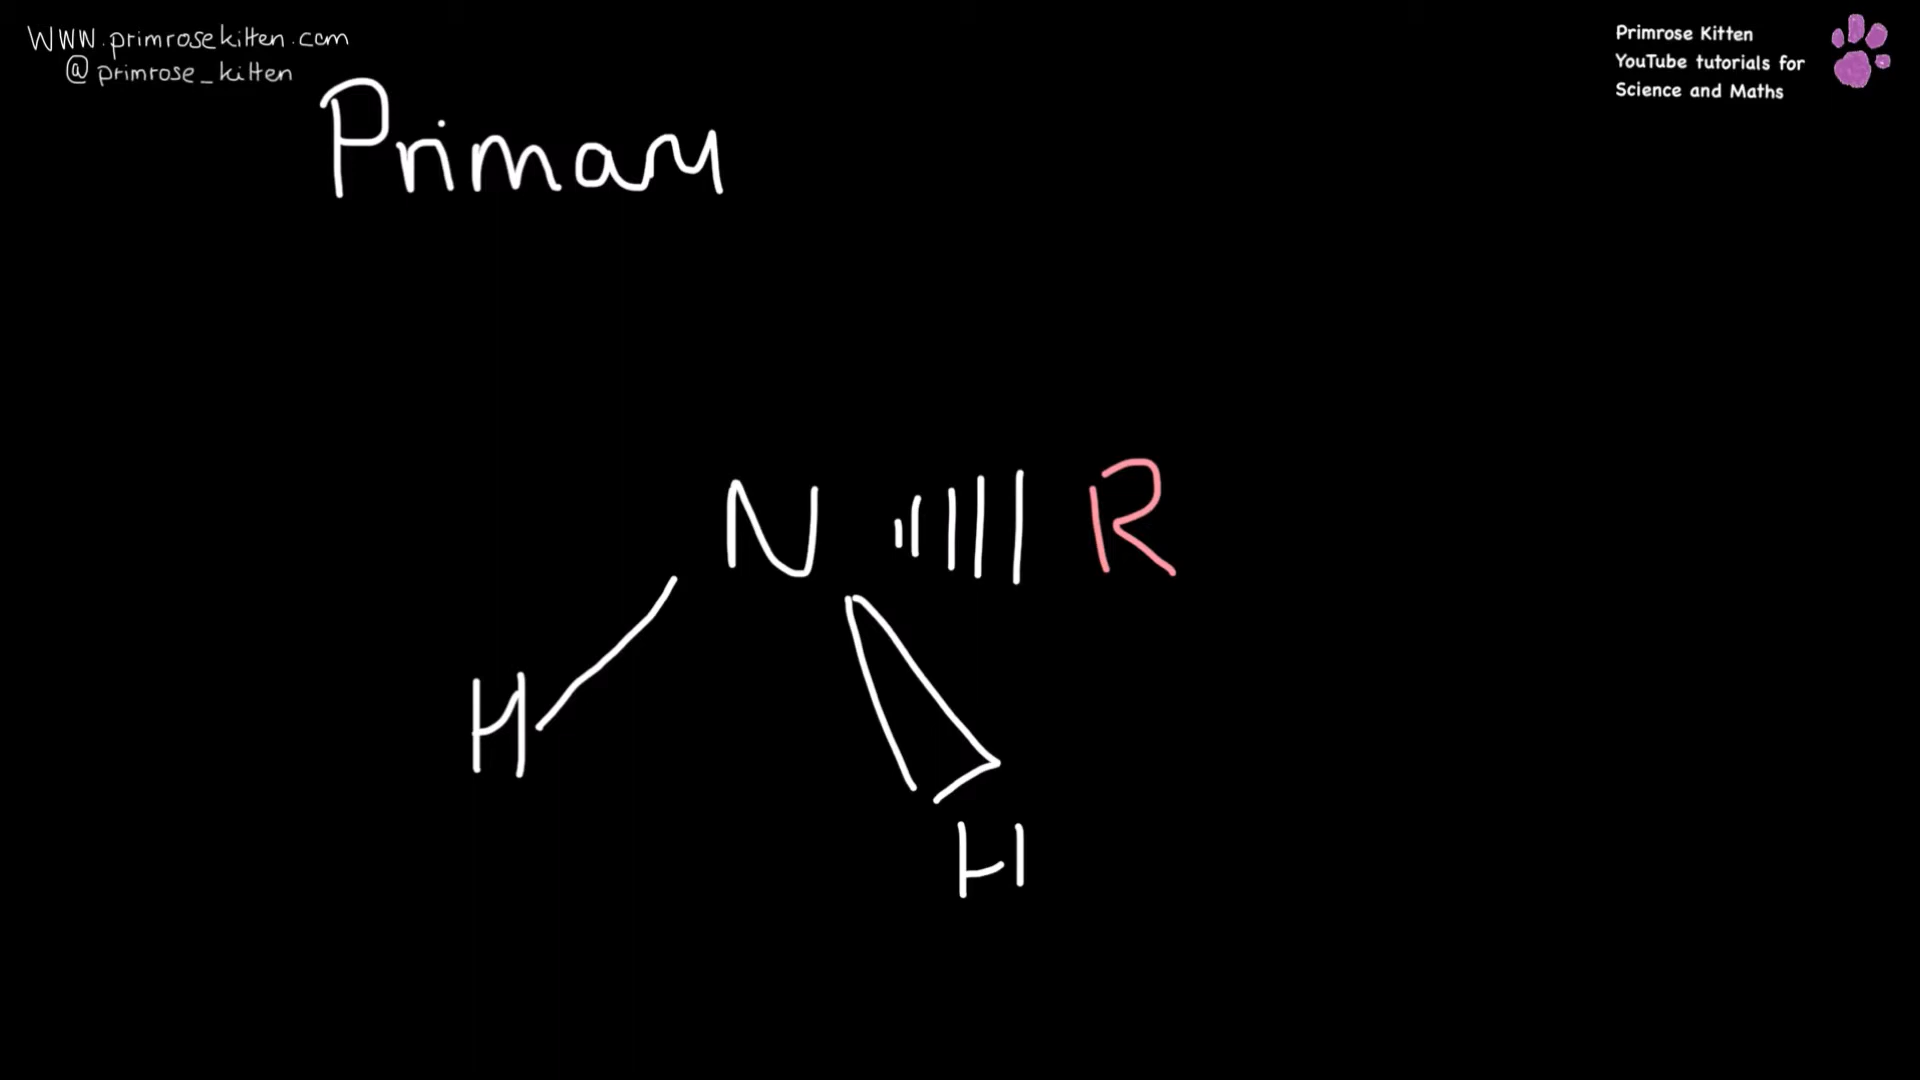 www.primrosekitten.com
@primrose_kitten
Primrose Kitten
YouTube tutorials for
Science and Maths
Primary
N R
H
H